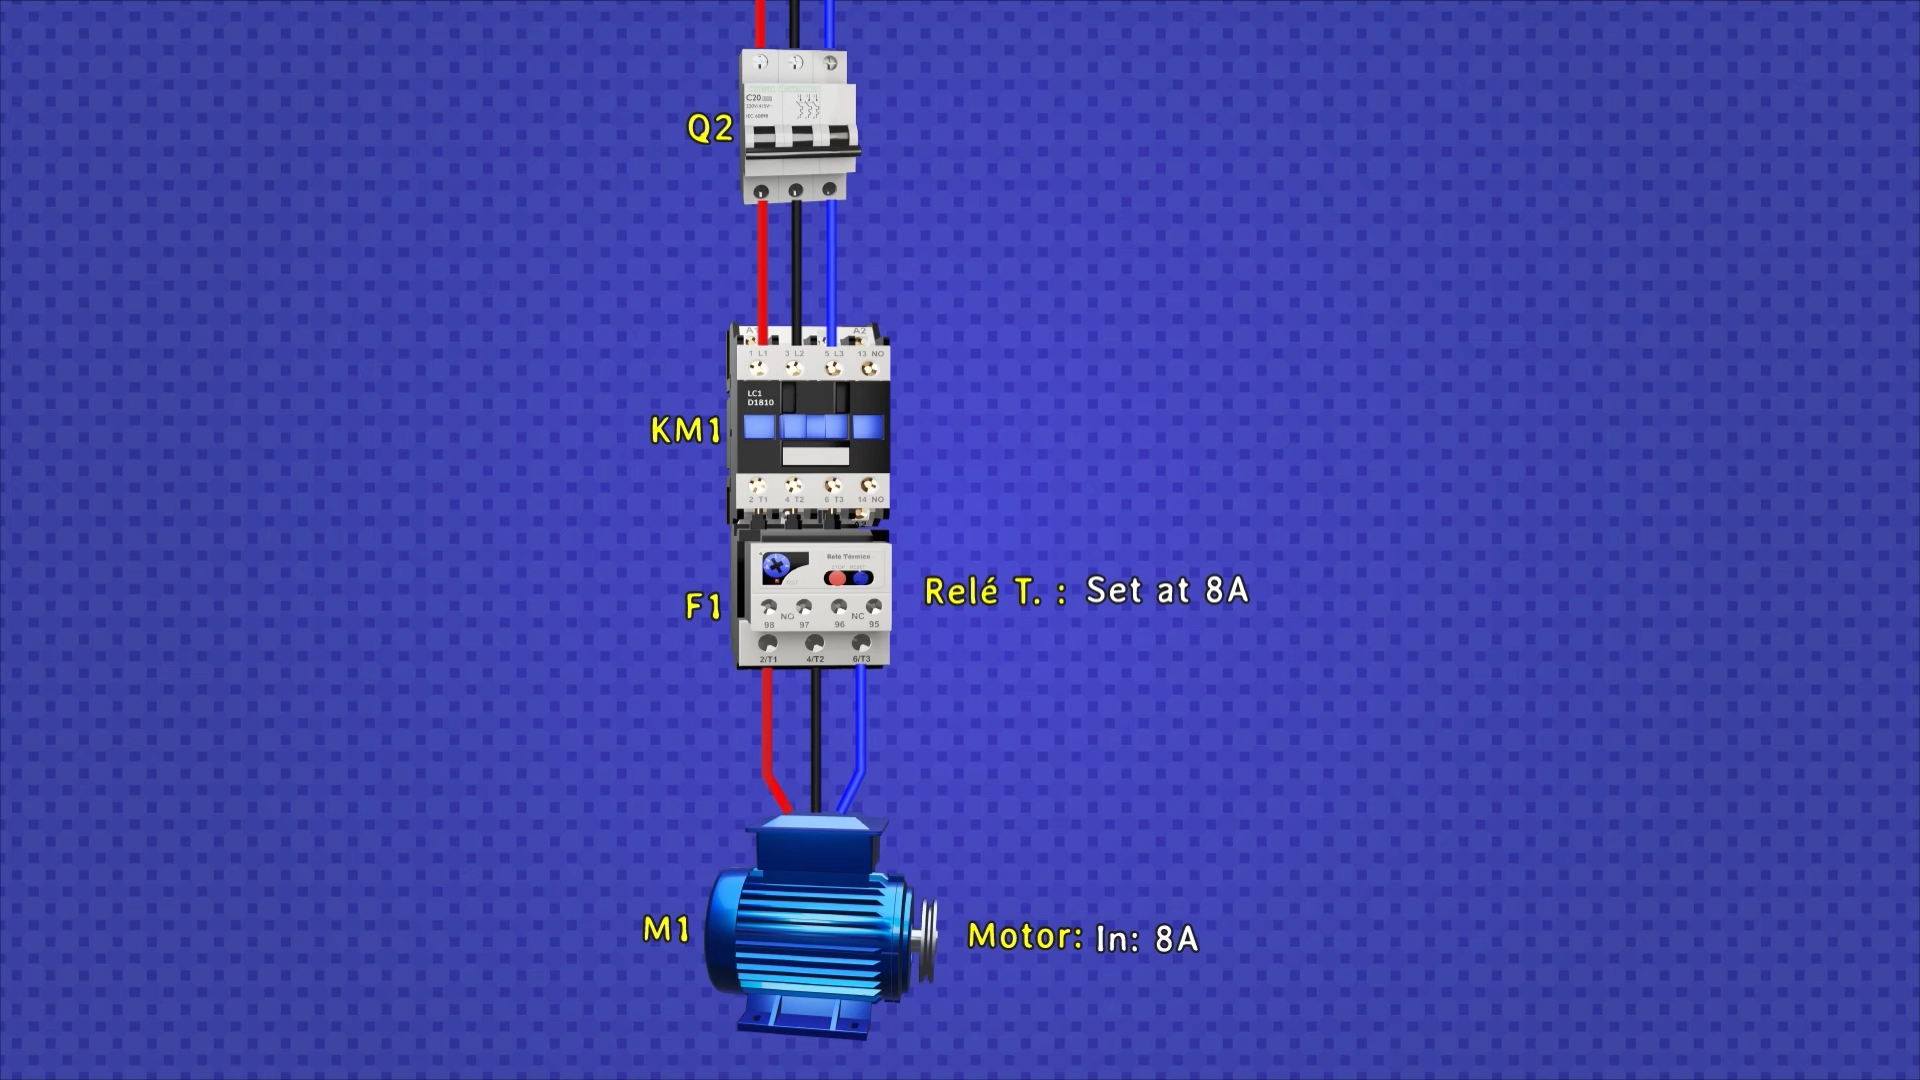 Q2
C20
A2
1 L1 3 L2 5 L3 13 NO
LC1
D1810
KM1
2 T1 4 T2 6 T3 14 NO
Relé Térmico
F1
98 NO 97 96 NC 95
2/T1 4/T2 6/T3
Relé T. : Set at 8A
M1
Motor: In: 8A